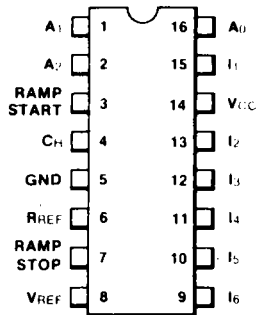 A1 1 16 A0
A2 2 15 I1
RAMP
START 3 14 VCC
CH 4 13 I2
GND 5 12 I3
RREF 6 11 I4
RAMP
STOP 7 10 I5
VREF 8 9 I6